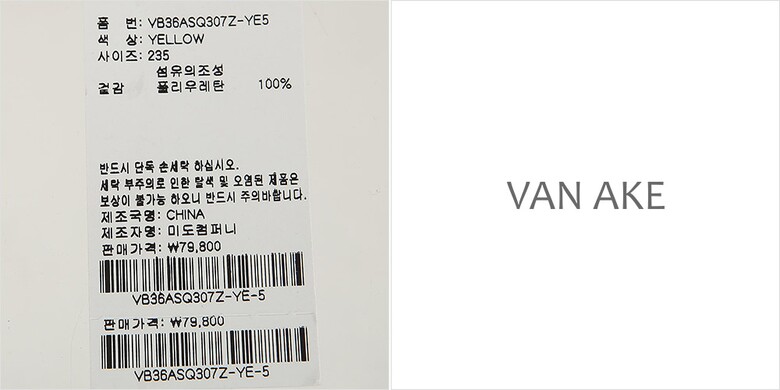 품 번: VB36ASQ307Z-YE5
색 상: YELLOW
사이즈: 235
섬유의조성
겉감 폴리우레탄 100%
반드시 단독 손세탁 하십시오.
세탁 부주의로 인한 탈색 및 오염된 제품은
보상이 불가능 하오니 반드시 주의바랍니다.
제조국명: CHINA
제조자명: 미도컴퍼니
판매가격: ₩79,800
VB36ASQ307Z-YE-5
판매가격: ₩79,800
VB36ASQ307Z-YE-5
VAN AKE